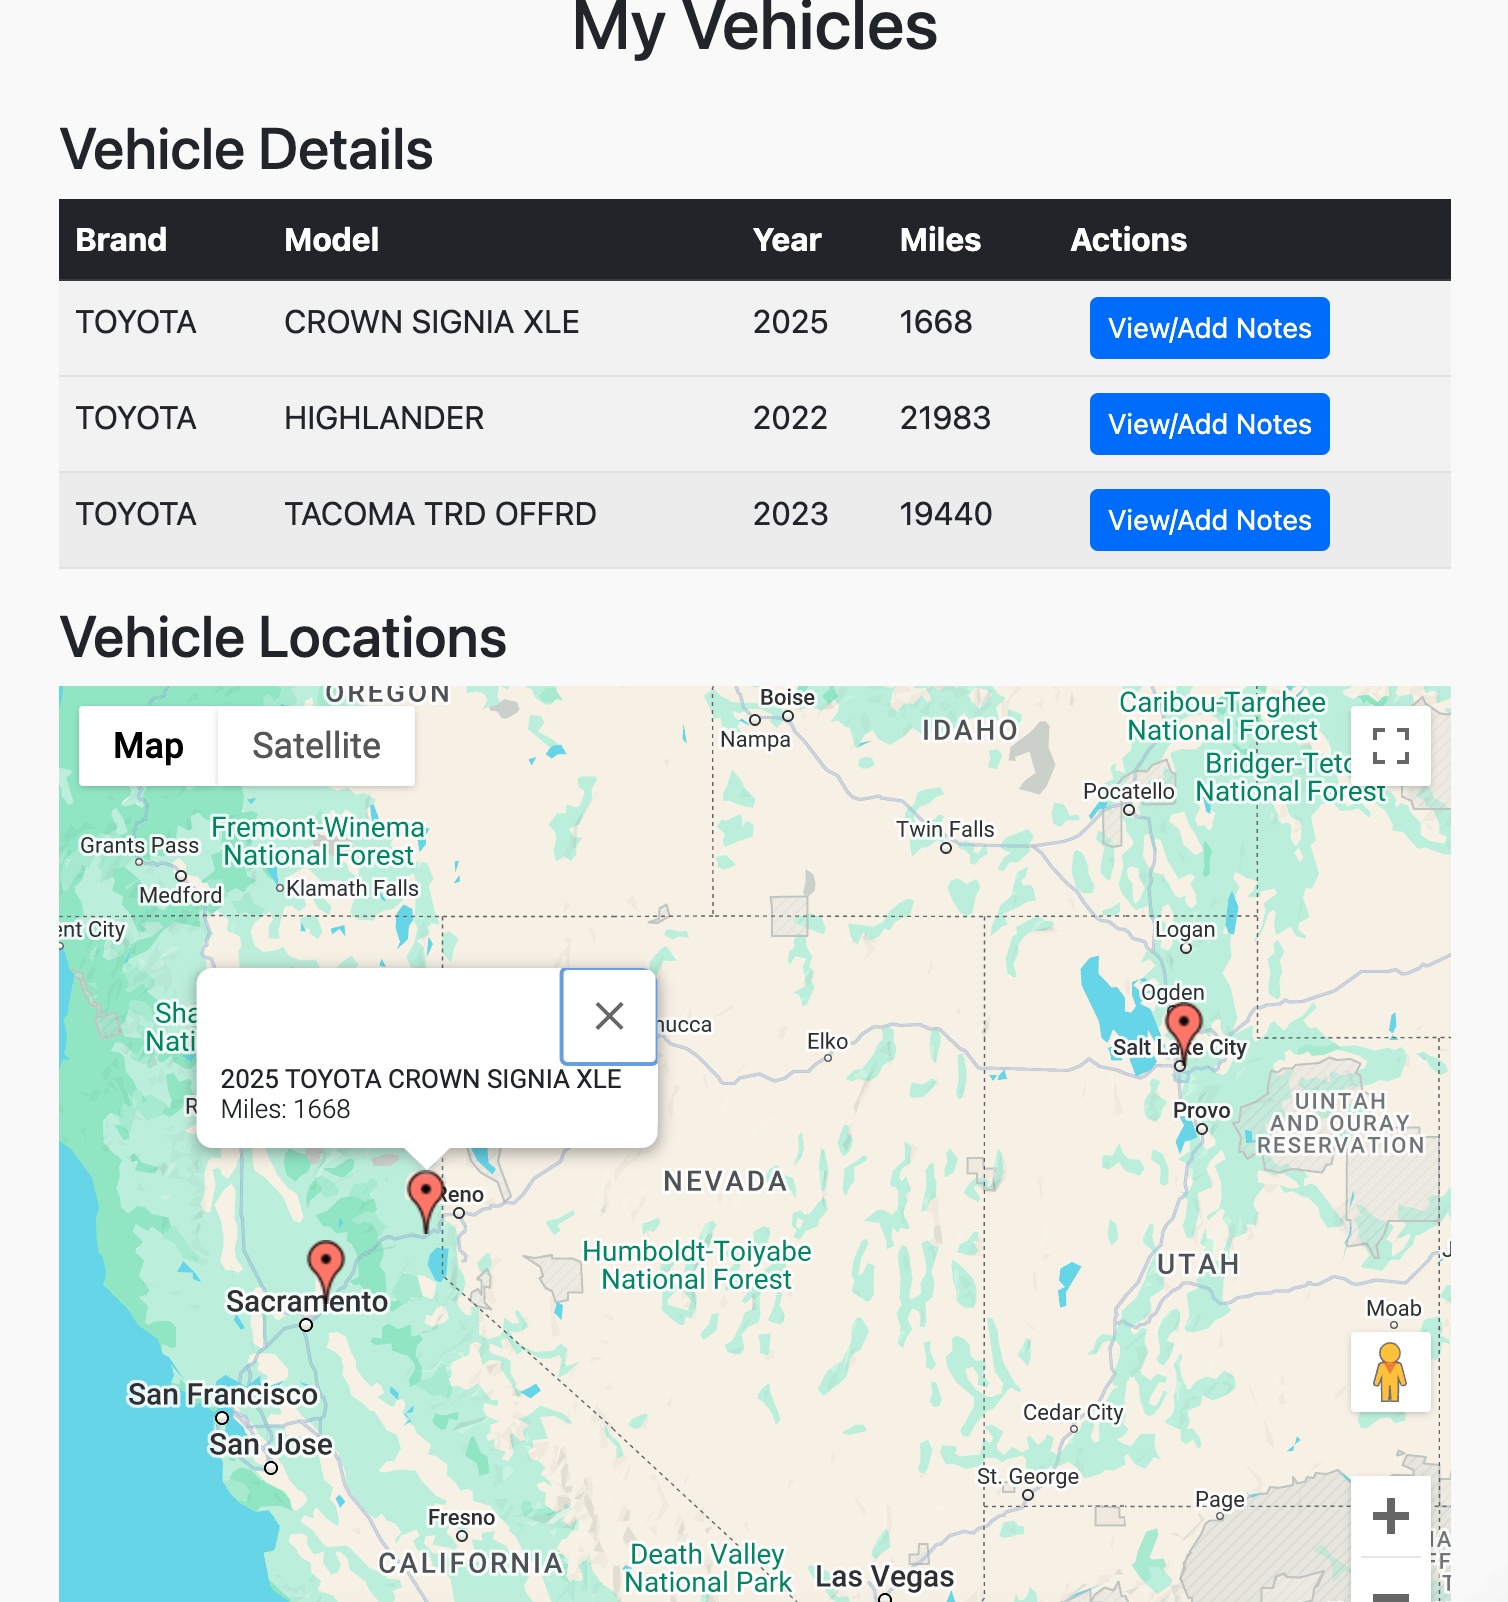 My Vehicles
Vehicle Details
Brand Model Year Miles Actions
TOYOTA CROWN SIGNIA XLE 2025 1668 View/Add Notes
TOYOTA HIGHLANDER 2022 21983 View/Add Notes
TOYOTA TACOMA TRD OFFRD 2023 19440 View/Add Notes
Vehicle Locations
OREGON
Map Satellite
Boise
Nampa
IDAHO
Caribou-Targhee
National Forest
Bridger-Teto
National Forest
Pocatello
Twin Falls
Fremont-Winema
National Forest
Grants Pass
Medford
Klamath Falls
ent City
Logan
Ogden
Salt Lake City
Provo
UINTAH
AND OURAY
RESERVATION
Sha
Nati
nucca
Elko
2025 TOYOTA CROWN SIGNIA XLE
Miles: 1668
R
Reno
NEVADA
Humboldt-Toiyabe
National Forest
UTAH
Moab
Sacramento
San Francisco
San Jose
Cedar City
St. George
Page
Fresno
CALIFORNIA
Death Valley
National Park
Las Vegas